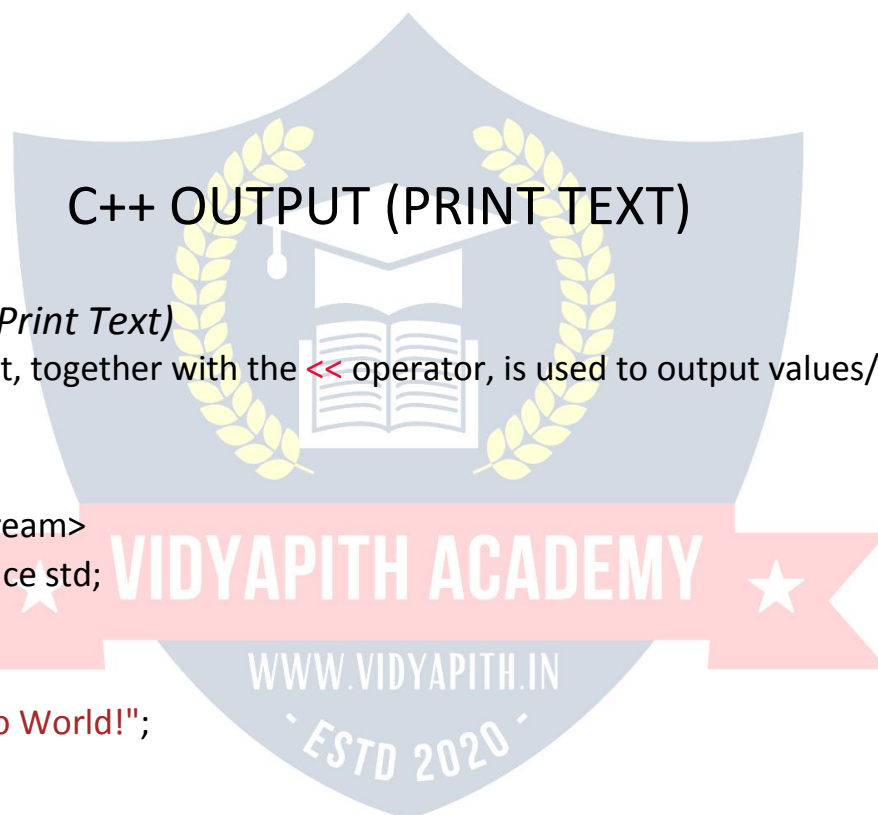 C++ OUTPUT (PRINT TEXT)
Print Text)
t, together with the << operator, is used to output values/
ream>
ce std;
VIDYAPITH ACADEMY
WWW.VIDYAPITH.IN
o World!";
- ESTD 2020 -